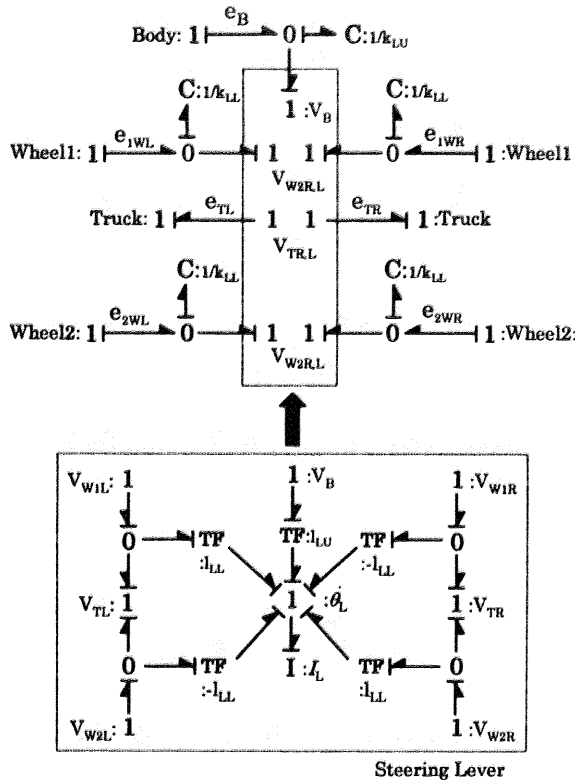 Body: 1 e_B 0 C:1/k_LU
C:1/k_LL 1 :V_B C:1/k_LL
Wheel1: 1 e_1WL 0 1 1 0 e_1WR 1 :Wheel1
V_W2R,L
Truck: 1 e_TL 1 1 e_TR 1 :Truck
V_TR,L
C:1/k_LL C:1/k_LL
Wheel2: 1 e_2WL 0 1 1 0 e_2WR 1 :Wheel2:
V_W2R,L
V_W1L: 1 1 :V_B 1 :V_W1R
0 TF TF:l_LU TF 0
:l_LL :-l_LL
V_TL: 1 1 :θ̇_L 1 :V_TR
0 TF I :I_L TF 0
:-l_LL :l_LL
V_W2L: 1 1 :V_W2R
Steering Lever